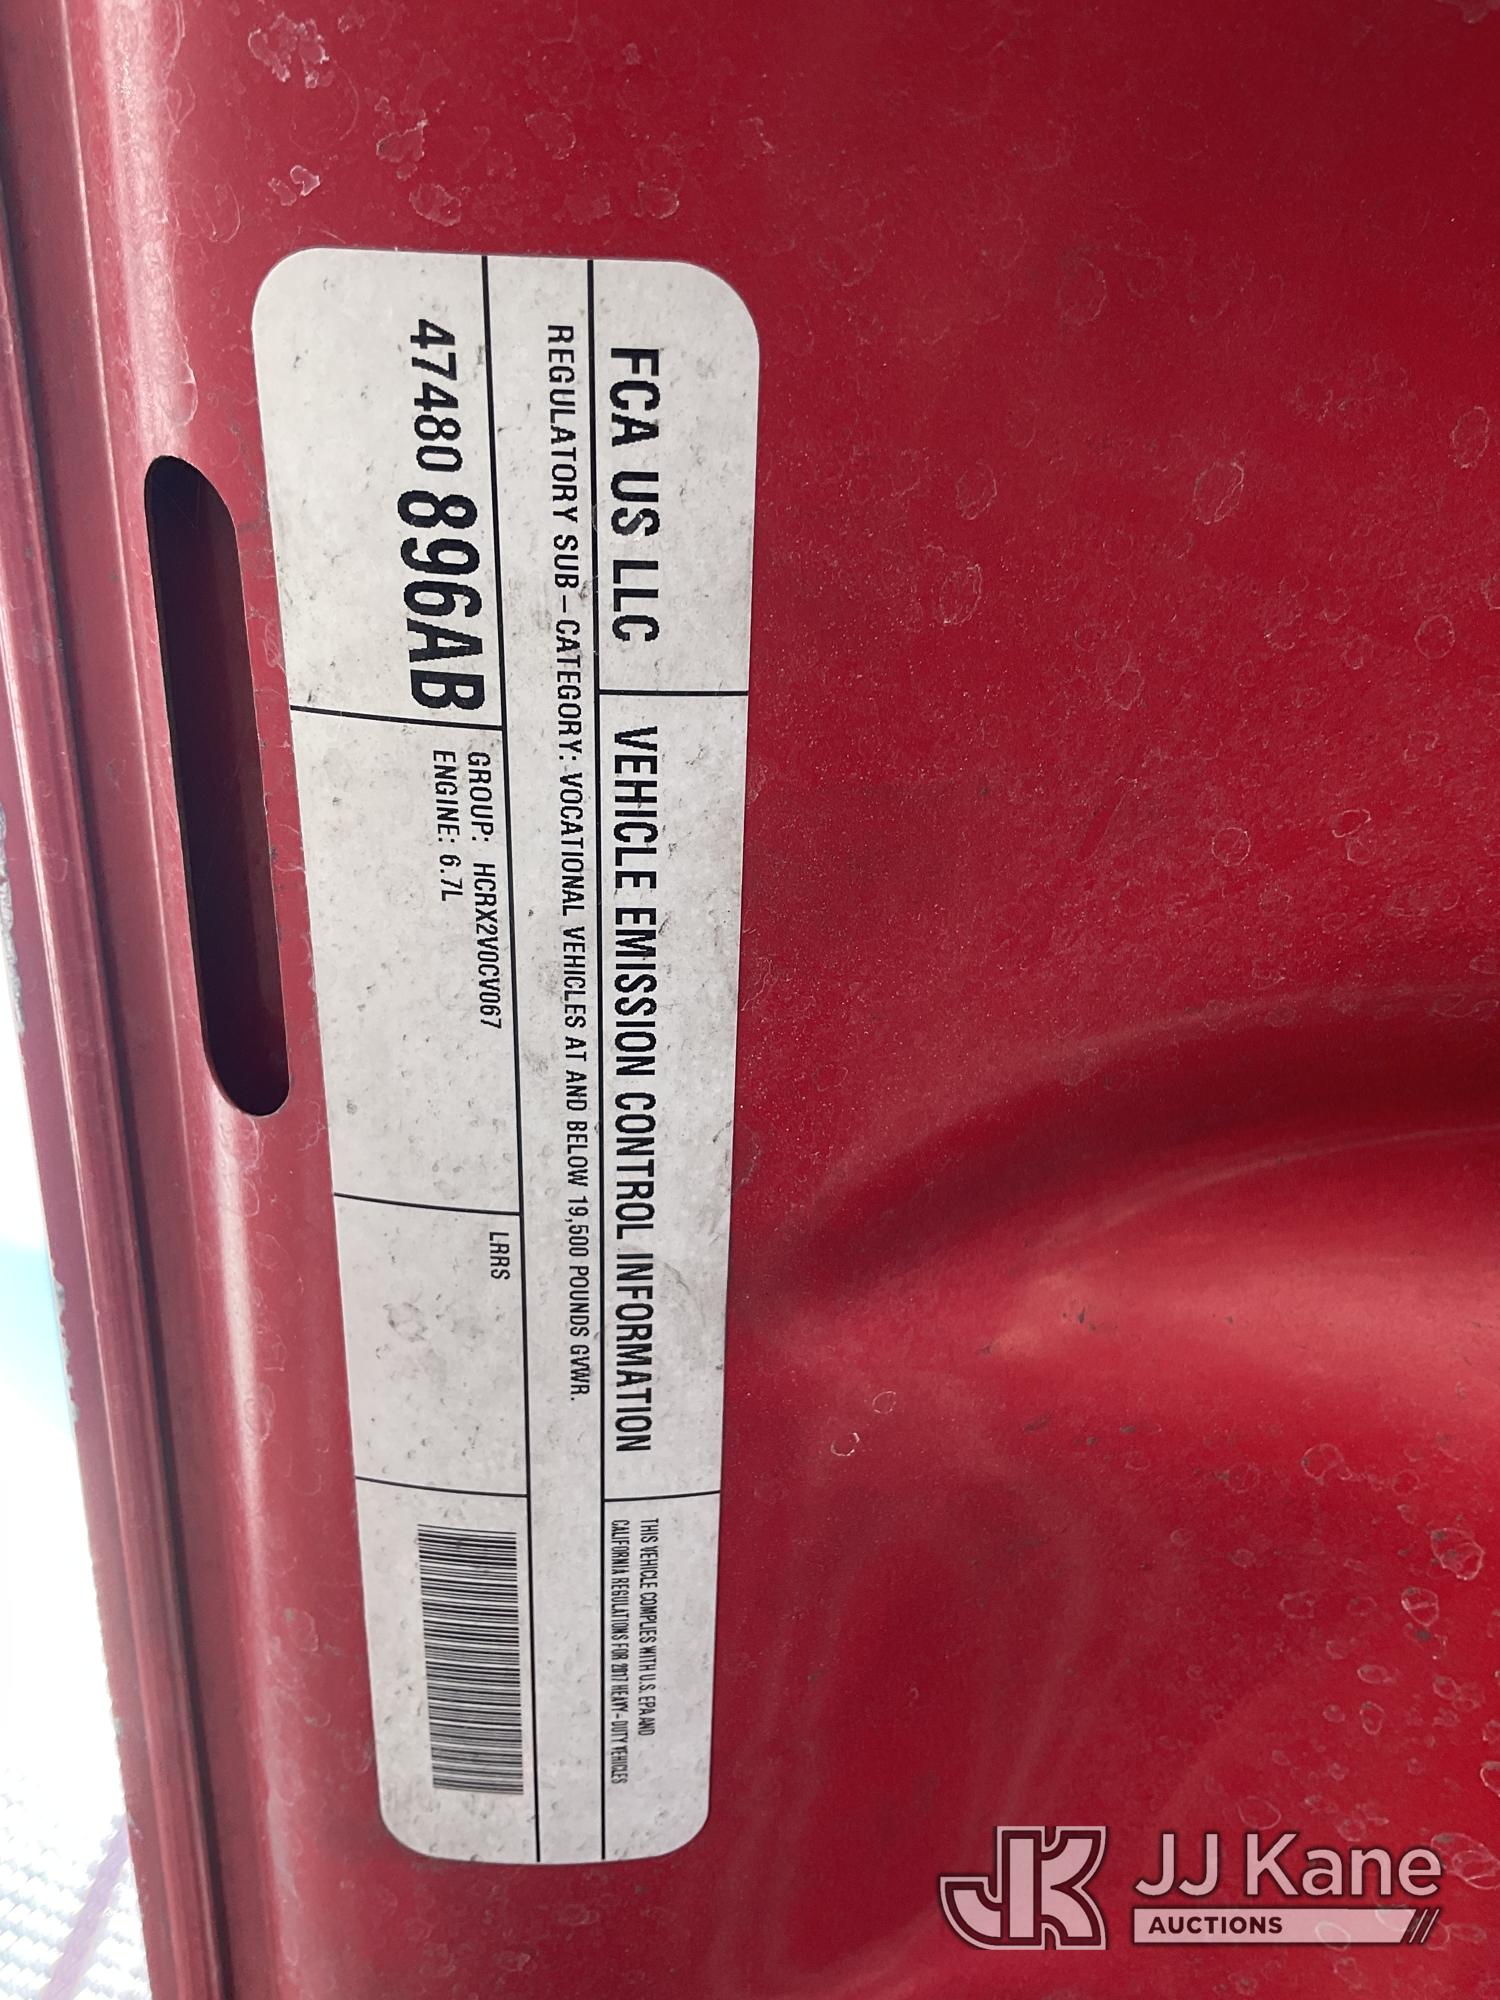 FCA US LLC
VEHICLE EMISSION CONTROL INFORMATION
THIS VEHICLE COMPLIES WITH U.S. EPA AND
CALIFORNIA REGULATIONS FOR 2017 HEAVY-DUTY VEHICLES
REGULATORY SUB-CATEGORY: VOCATIONAL VEHICLES AT AND BELOW 19,500 POUNDS GVWR.
47480 896AB
GROUP: HCRX2VOCV067
ENGINE: 6.7L
LRRS
JK JJ Kane
AUCTIONS